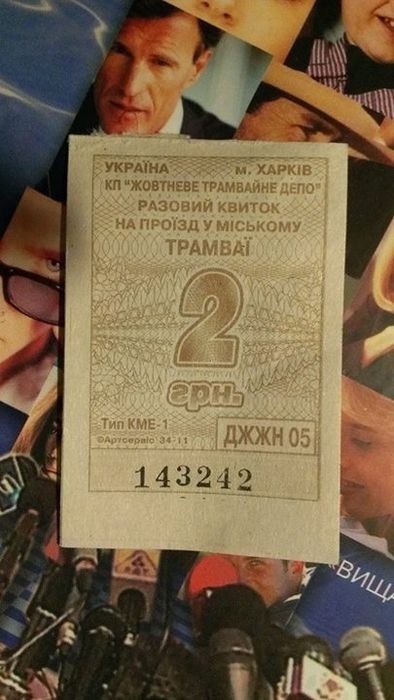 УКРАЇНА м. ХАРКІВ
КП "ЖОВТНЕВЕ ТРАМВАЙНЕ ДЕПО"
РАЗОВИЙ КВИТОК
НА ПРОЇЗД У МІСЬКОМУ
ТРАМВАЇ
2
грн.
Тип КМЕ-1
©Артсервіс 34-11
ДЖЖН 05
143242
КВИЩА